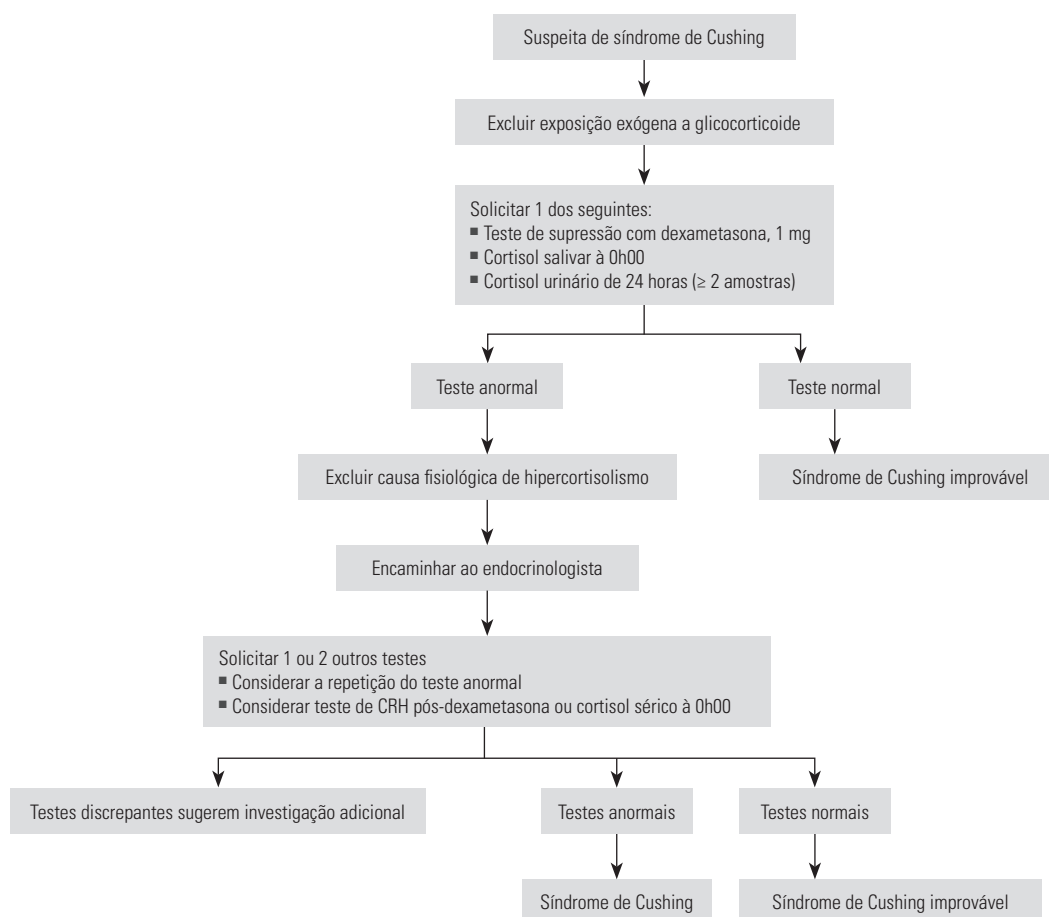 Suspeita de síndrome de Cushing
Excluir exposição exógena a glicocorticoide
Solicitar 1 dos seguintes:
▪ Teste de supressão com dexametasona, 1 mg
▪ Cortisol salivar à 0h00
▪ Cortisol urinário de 24 horas (≥ 2 amostras)
Teste anormal
Teste normal
Excluir causa fisiológica de hipercortisolismo
Síndrome de Cushing improvável
Encaminhar ao endocrinologista
Solicitar 1 ou 2 outros testes
▪ Considerar a repetição do teste anormal
▪ Considerar teste de CRH pós-dexametasona ou cortisol sérico à 0h00
Testes discrepantes sugerem investigação adicional
Testes anormais
Testes normais
Síndrome de Cushing
Síndrome de Cushing improvável